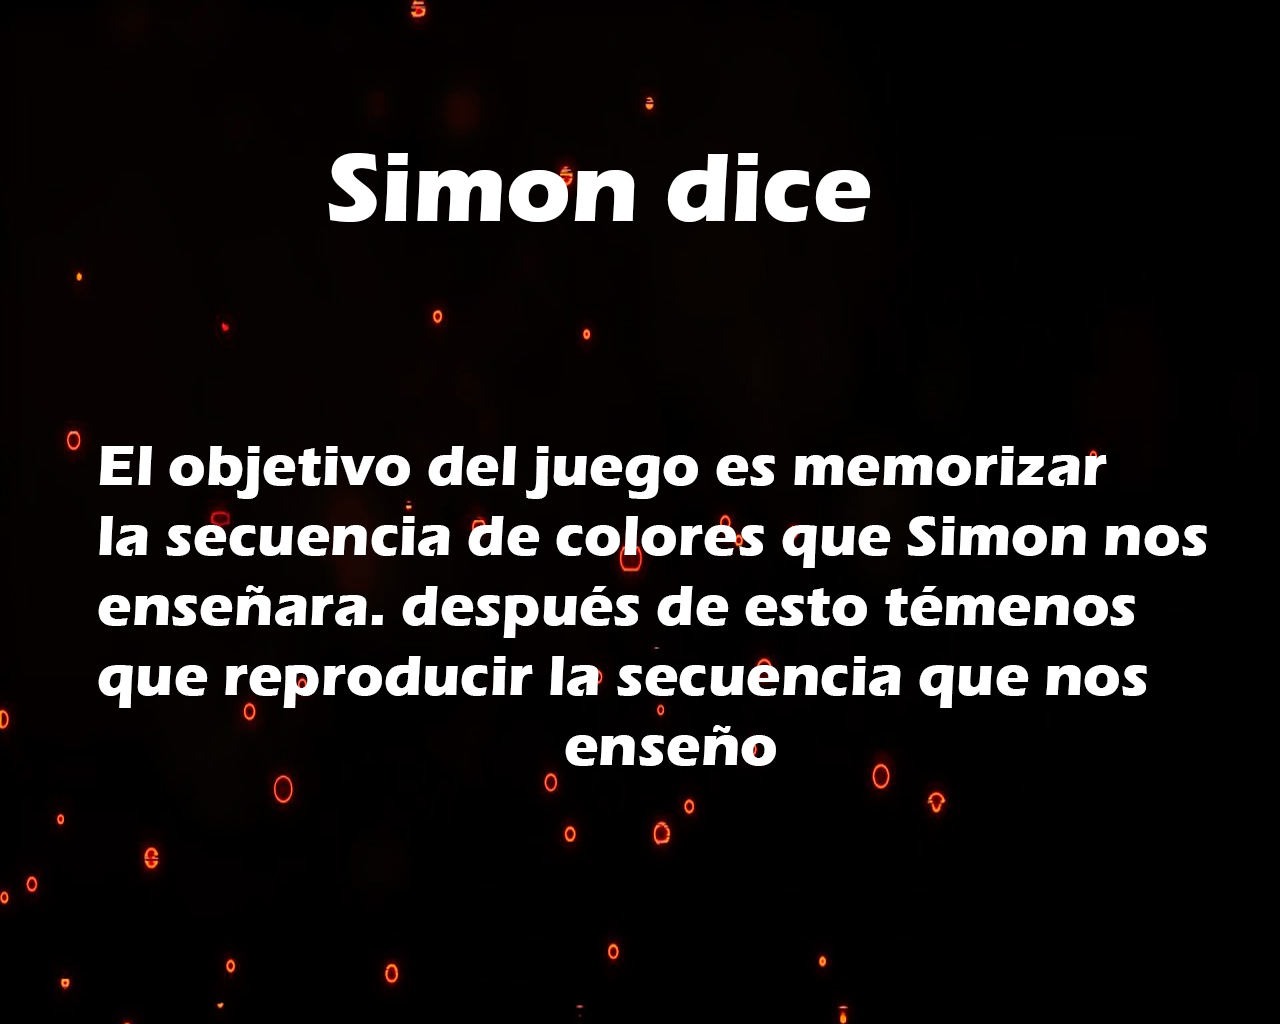 Simon dice
El objetivo del juego es memorizar
la secuencia de colores que Simon nos
enseñara. después de esto témenos
que reproducir la secuencia que nos
enseño